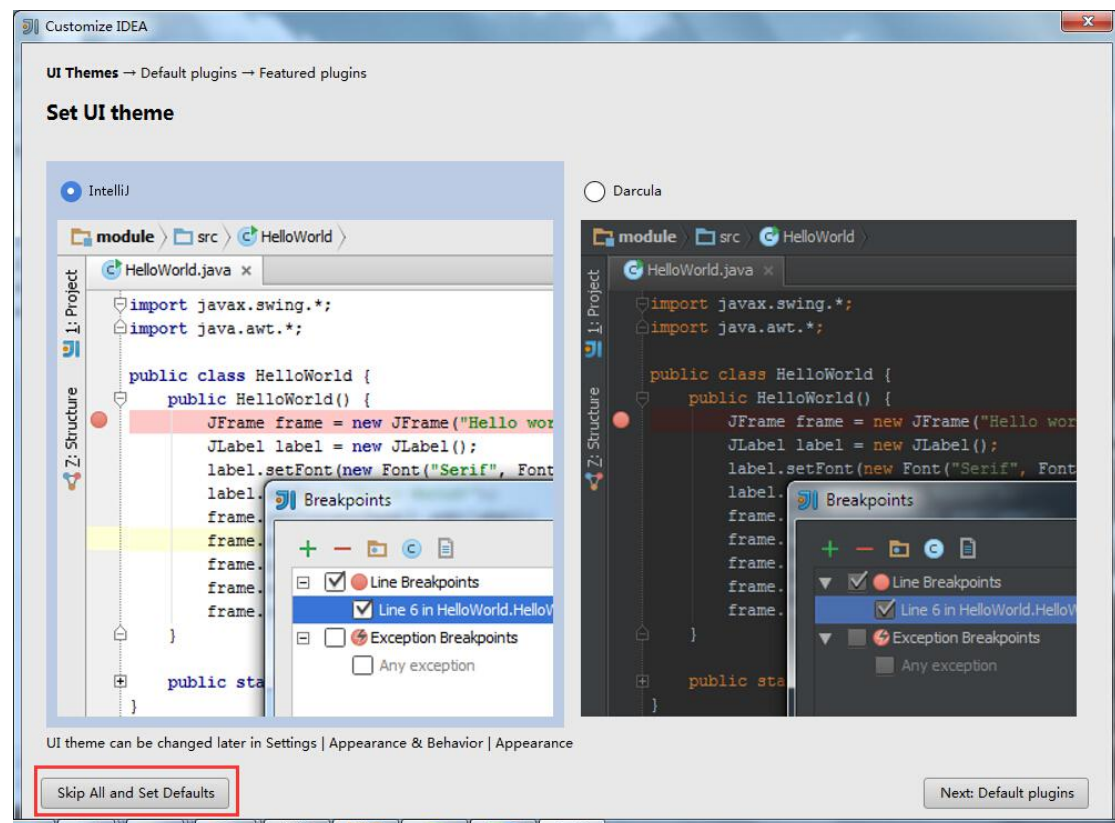 Customize IDEA
UI Themes → Default plugins → Featured plugins
Set UI theme
IntelliJ
module
src
HelloWorld
HelloWorld.java
1: Project
Z: Structure
import javax.swing.*;
import java.awt.*;
public class HelloWorld {
public HelloWorld() {
JFrame frame = new JFrame("Hello wor
JLabel label = new JLabel();
label.setFont(new Font("Serif", Font
label.
frame.
frame.
frame.
frame.
frame.
}
public sta
}
Breakpoints
Line Breakpoints
Line 6 in HelloWorld.HelloW
Exception Breakpoints
Any exception
Darcula
module
src
HelloWorld
HelloWorld.java
1: Project
Z: Structure
import javax.swing.*;
import java.awt.*;
public class HelloWorld {
public HelloWorld() {
JFrame frame = new JFrame("Hello wor
JLabel label = new JLabel();
label.setFont(new Font("Serif", Font
label.
frame.
frame.
frame.
frame.
frame.
}
public sta
}
Breakpoints
Line Breakpoints
Line 6 in HelloWorld.HelloW
Exception Breakpoints
Any exception
UI theme can be changed later in Settings | Appearance & Behavior | Appearance
Skip All and Set Defaults
Next: Default plugins